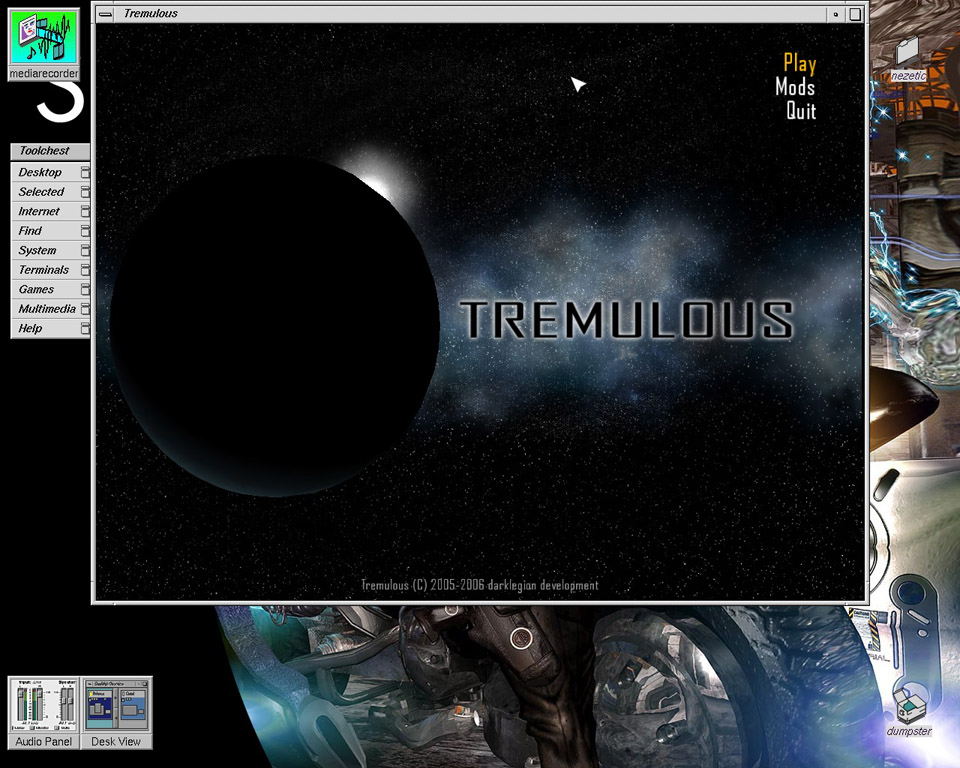 Tremulous
mediarecorder
Play
Mods
Quit
nezetic
Toolchest
Desktop
Selected
Internet
Find
System
Terminals
Games
Multimedia
Help
TREMULOUS
Tremulous (C) 2005-2006 darklegion development
Audio Panel
Desk View
dumpster